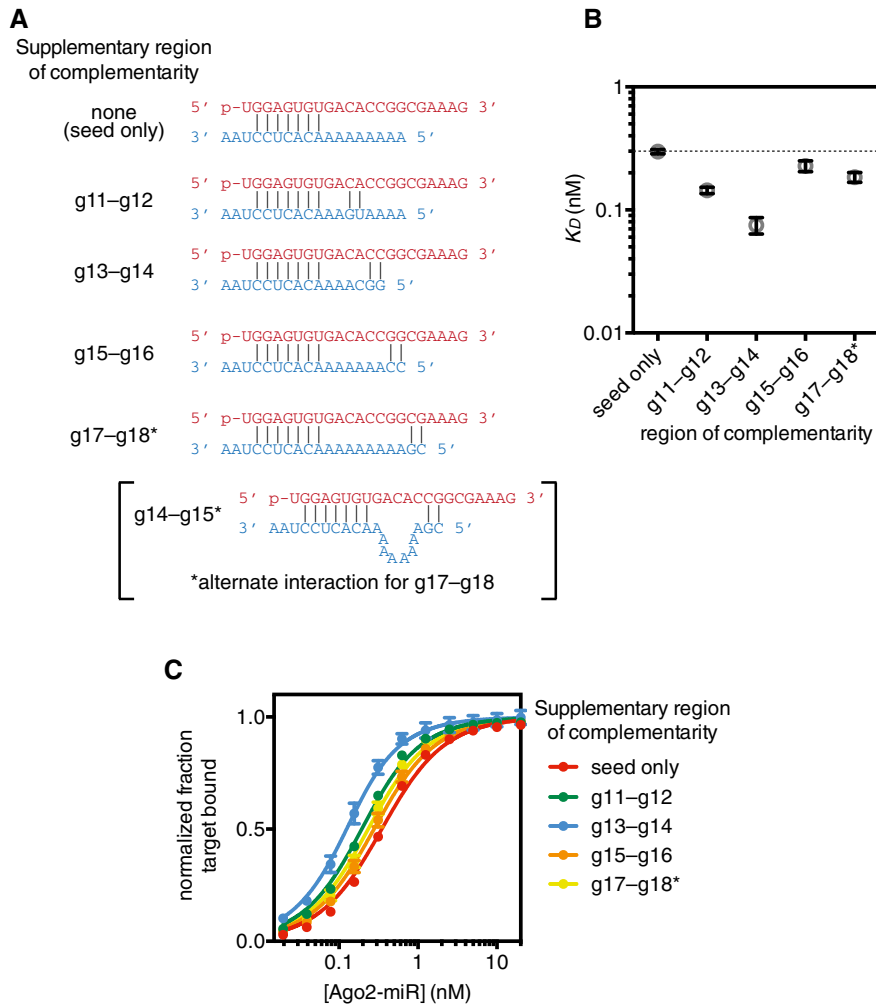 A
Supplementary region
of complementarity
none
(seed only)
5′ p-UGGAGUGUGACACCGGCGAAAG 3′
3′ AAUCCUCACAAAAAAAAA 5′
g11–g12
5′ p-UGGAGUGUGACACCGGCGAAAG 3′
3′ AAUCCUCACAAAGUAAAA 5′
g13–g14
5′ p-UGGAGUGUGACACCGGCGAAAG 3′
3′ AAUCCUCACAAAACGG 5′
g15–g16
5′ p-UGGAGUGUGACACCGGCGAAAG 3′
3′ AAUCCUCACAAAAAAACC 5′
g17–g18*
5′ p-UGGAGUGUGACACCGGCGAAAG 3′
3′ AAUCCUCACAAAAAAAAAGC 5′
g14–g15*
5′ p-UGGAGUGUGACACCGGCGAAAG 3′
3′ AAUCCUCACAA AGC 5′
A A
A A
AA
*alternate interaction for g17–g18
B
1
0.1
0.01
KD (nM)
seed only
g11–g12
g13–g14
g15–g16
g17–g18*
region of complementarity
C
1.0
0.5
0.0
normalized fraction
target bound
0.1 1 10
[Ago2-miR] (nM)
Supplementary region
of complementarity
seed only
g11–g12
g13–g14
g15–g16
g17–g18*